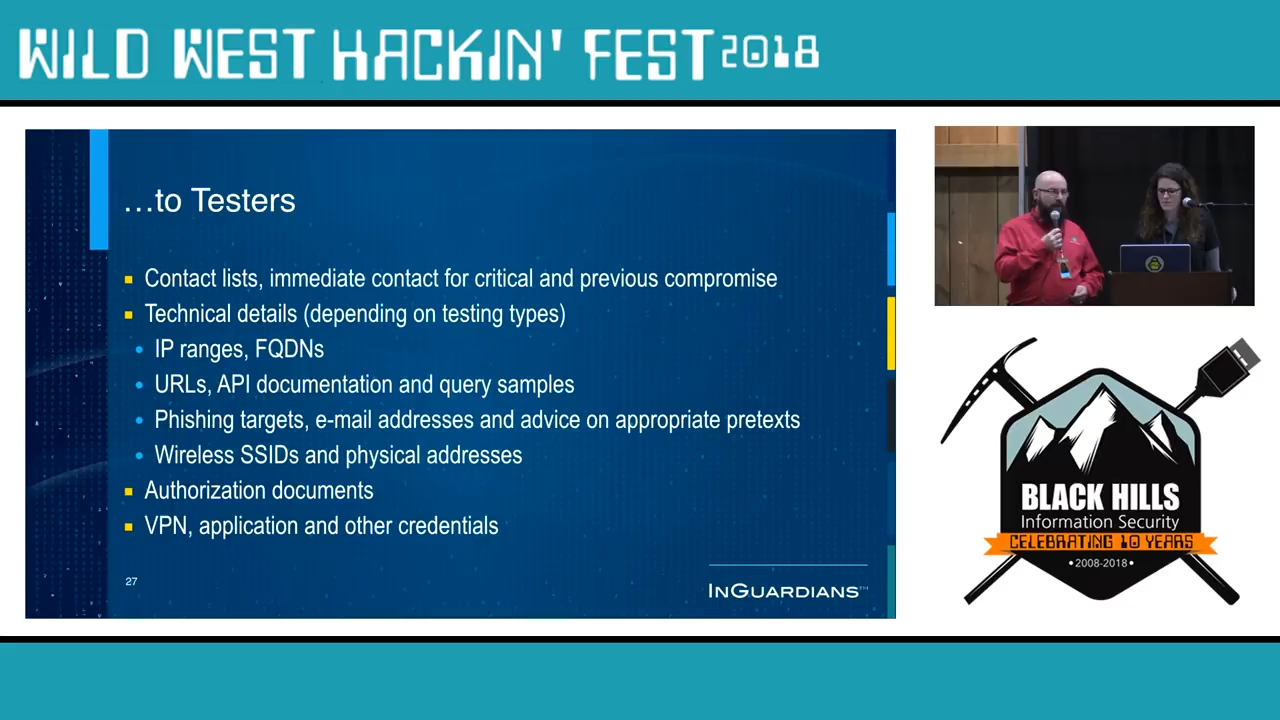 WILD WEST HACKIN' FEST 2018
…to Testers
Contact lists, immediate contact for critical and previous compromise
Technical details (depending on testing types)
IP ranges, FQDNs
URLs, API documentation and query samples
Phishing targets, e-mail addresses and advice on appropriate pretexts
Wireless SSIDs and physical addresses
Authorization documents
VPN, application and other credentials
27
INGUARDIANS™
BLACK HILLS
Information Security
CELEBRATING 10 YEARS
•2008-2018•